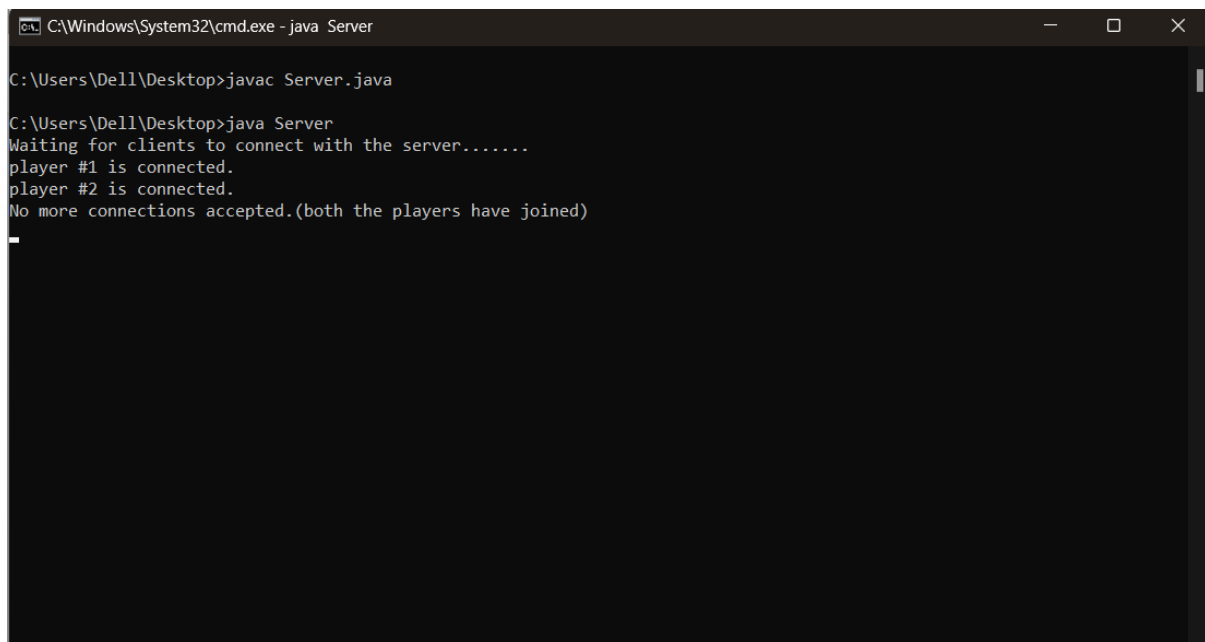 C:\Windows\System32\cmd.exe - java  Server
C:\Users\Dell\Desktop>javac Server.java
C:\Users\Dell\Desktop>java Server
Waiting for clients to connect with the server.......
player #1 is connected.
player #2 is connected.
No more connections accepted.(both the players have joined)